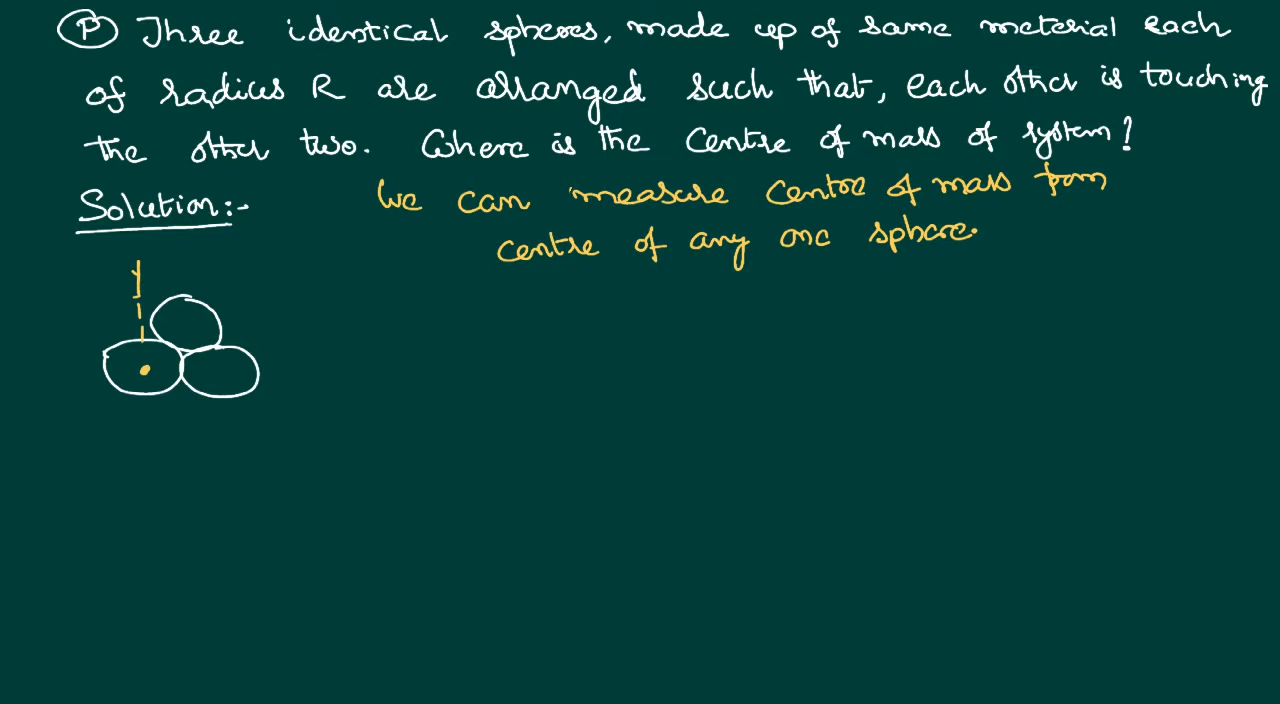 P Three identical spheres, made up of same meterial each
of radius R are arranged such that, each other is touching
the other two. Where is the centre of mass of system?
Solution:-
We can measure centre of mass from
centre of any one sphere.
y